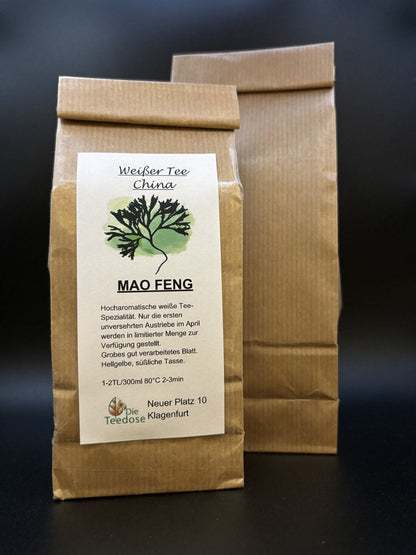 Weißer Tee
China
MAO FENG
Hocharomatische weiße Tee-
Spezialität. Nur die ersten
unversehrten Austriebe im April
werden in limitierter Menge zur
Verfügung gestellt.
Grobes gut verarbeitetes Blatt.
Hellgelbe, süßliche Tasse.
1-2TL/300ml 80°C 2-3min
Die
Teedose
Neuer Platz 10
Klagenfurt